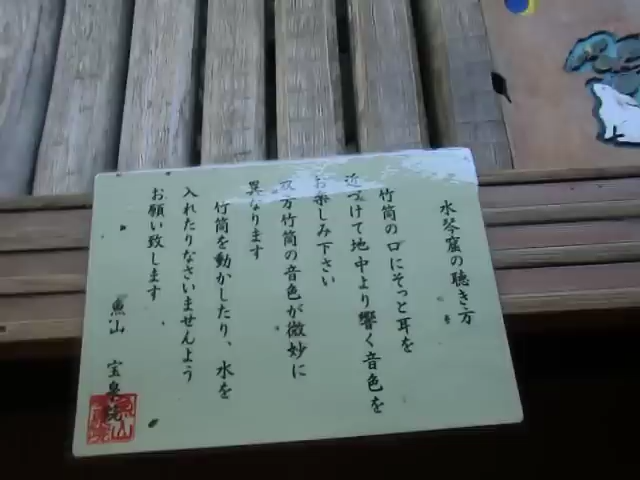 水琴窟の聴き方
竹筒の口にそっと耳を
近づけて地中より響く音色を
お楽しみ下さい
双方竹筒の音色が微妙に
異なります
竹筒を動かしたり、水を
入れたりなさいませんよう
お願い致します
魚山 宝泉院